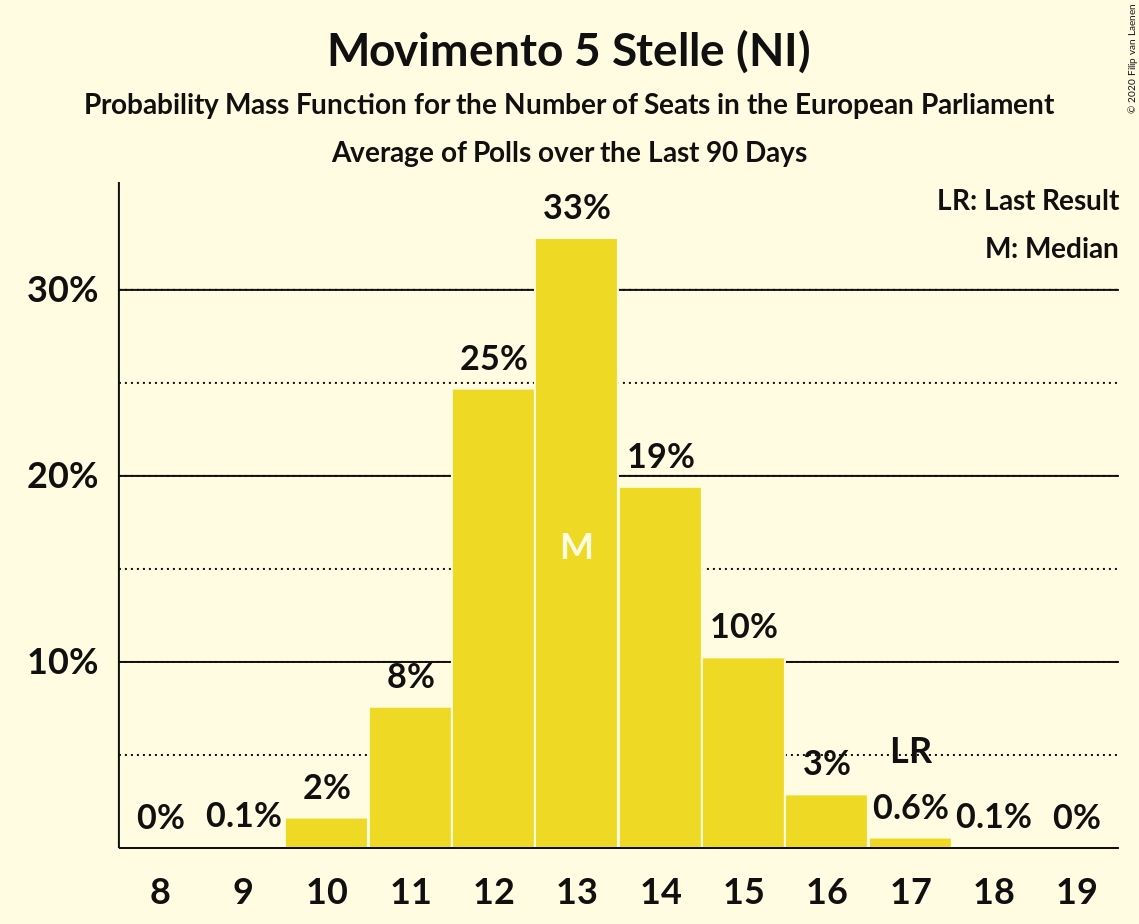 Movimento 5 Stelle (NI)
Probability Mass Function for the Number of Seats in the European Parliament
Average of Polls over the Last 90 Days
© 2020 Filip van Laenen
LR: Last Result
M: Median
30%
20%
10%
0%
0.1%
2%
8%
25%
33%
M
19%
10%
3%
LR
0.6%
0.1%
0%
8 9 10 11 12 13 14 15 16 17 18 19